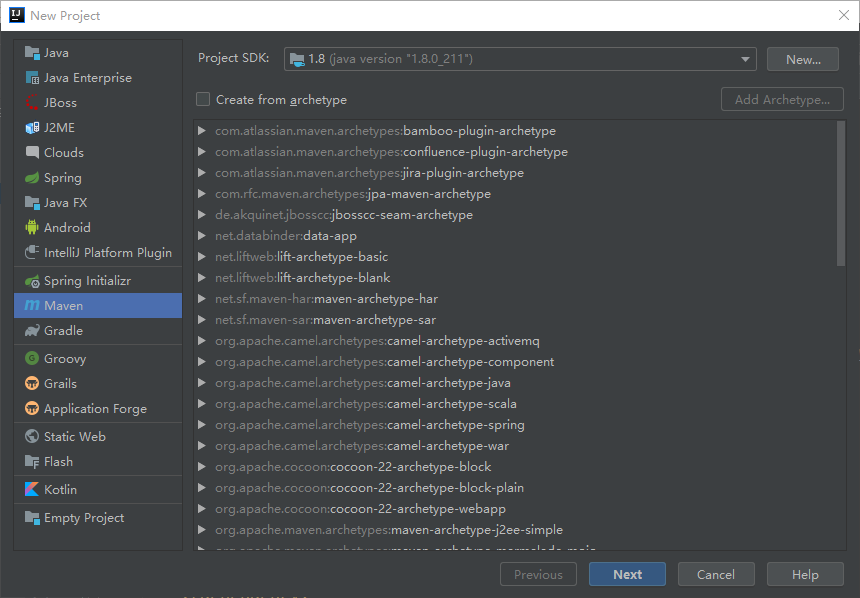 New Project
Java
Java Enterprise
JBoss
J2ME
Clouds
Spring
Java FX
Android
IntelliJ Platform Plugin
Spring Initializr
Maven
Gradle
Groovy
Grails
Application Forge
Static Web
Flash
Kotlin
Empty Project
Project SDK: 1.8 (java version "1.8.0_211") New...
Create from archetype Add Archetype...
com.atlassian.maven.archetypes:bamboo-plugin-archetype
com.atlassian.maven.archetypes:confluence-plugin-archetype
com.atlassian.maven.archetypes:jira-plugin-archetype
com.rfc.maven.archetypes:jpa-maven-archetype
de.akquinet.jbosscc:jbosscc-seam-archetype
net.databinder:data-app
net.liftweb:lift-archetype-basic
net.liftweb:lift-archetype-blank
net.sf.maven-har:maven-archetype-har
net.sf.maven-sar:maven-archetype-sar
org.apache.camel.archetypes:camel-archetype-activemq
org.apache.camel.archetypes:camel-archetype-component
org.apache.camel.archetypes:camel-archetype-java
org.apache.camel.archetypes:camel-archetype-scala
org.apache.camel.archetypes:camel-archetype-spring
org.apache.camel.archetypes:camel-archetype-war
org.apache.cocoon:cocoon-22-archetype-block
org.apache.cocoon:cocoon-22-archetype-block-plain
org.apache.cocoon:cocoon-22-archetype-webapp
org.apache.maven.archetypes:maven-archetype-j2ee-simple
Previous Next Cancel Help